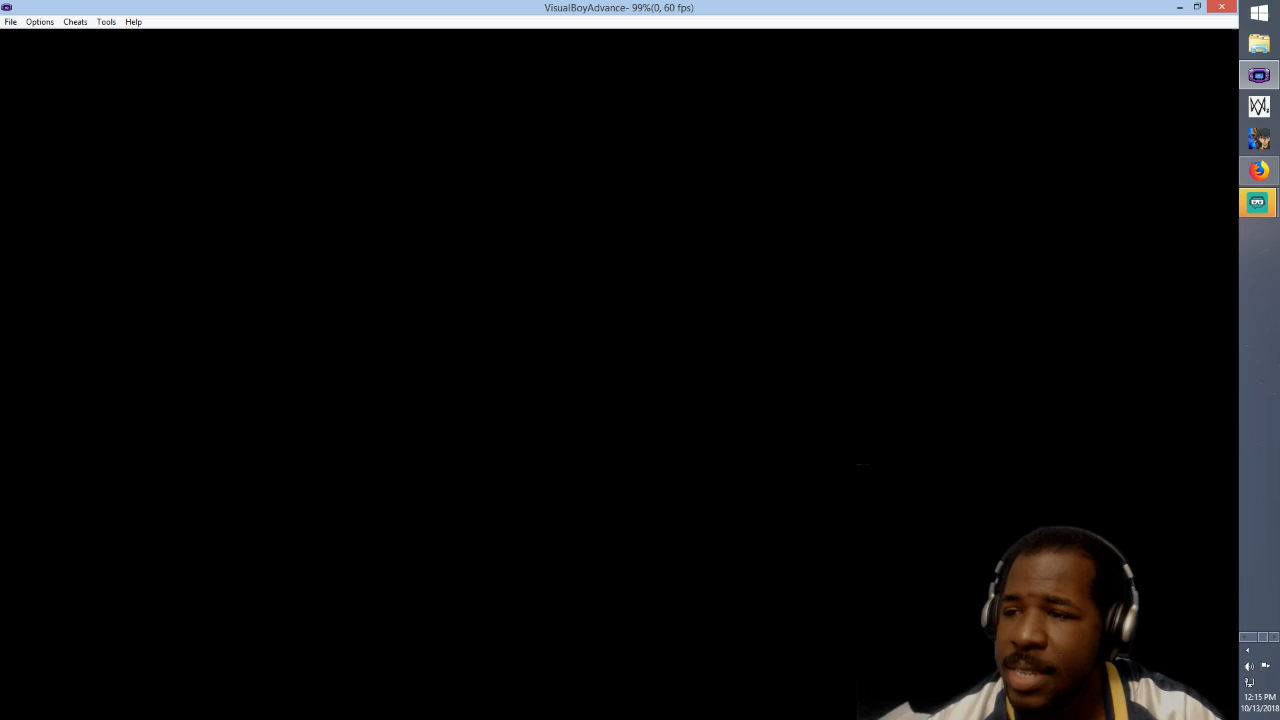 VisualBoyAdvance- 99%(0, 60 fps)
File Options Cheats Tools Help
12:15 PM
10/13/2018